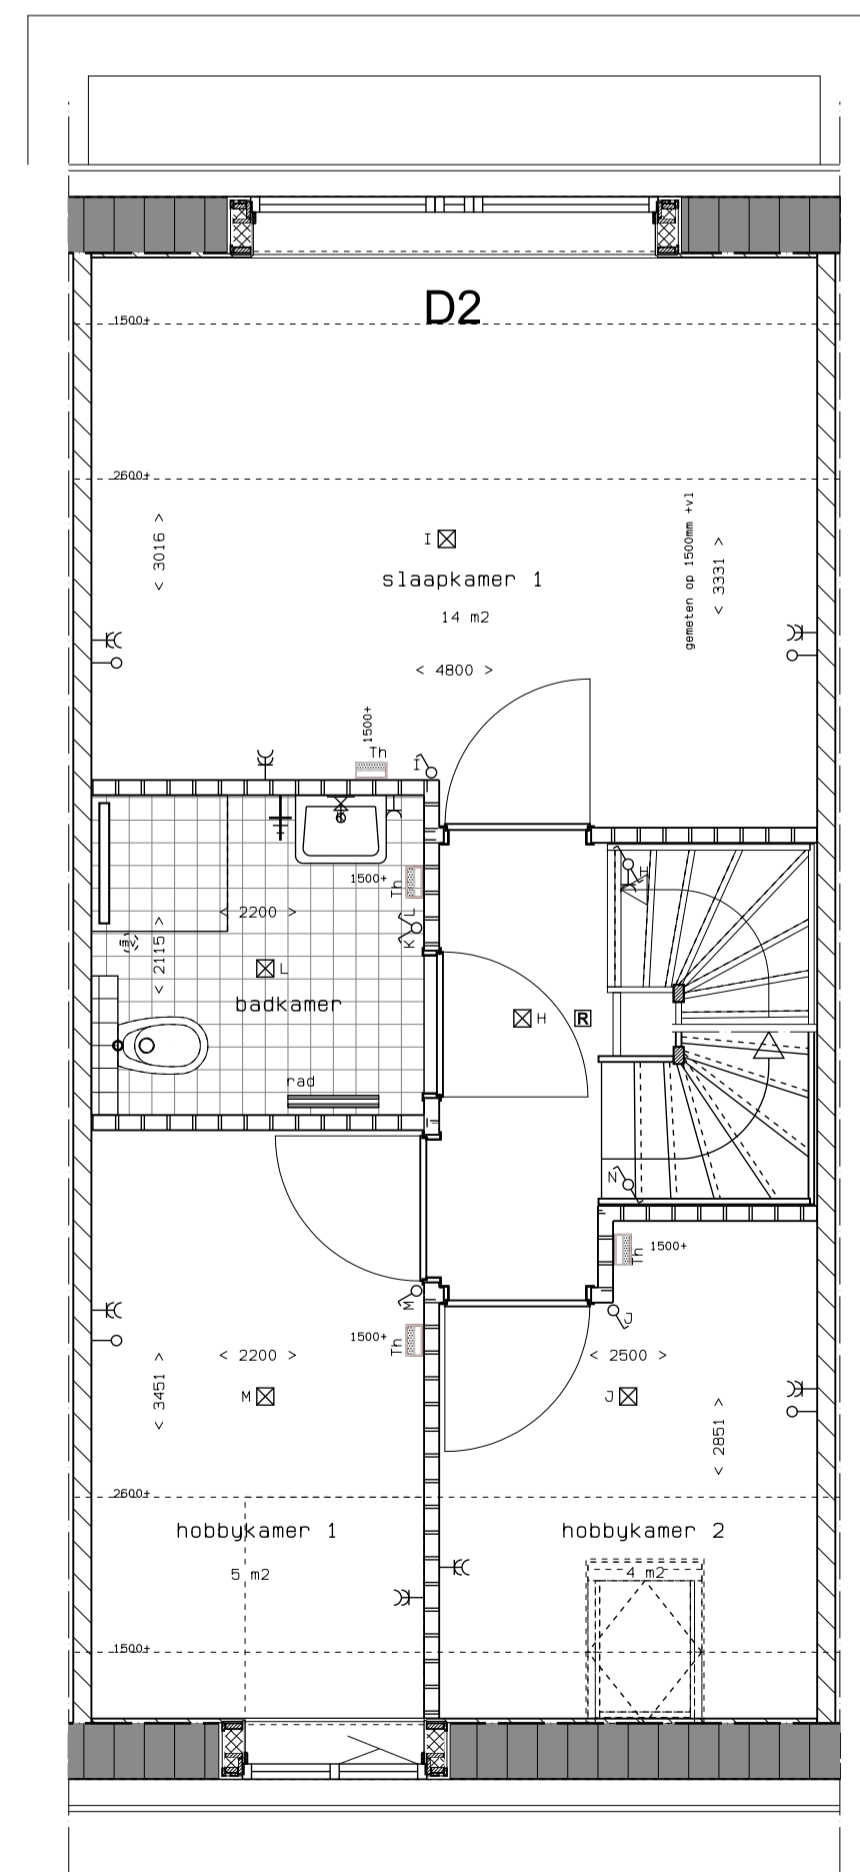 D2
1500+
2600+
< 3016 >
gemeten op 1500mm +vl
< 3331 >
I
slaapkamer 1
14 m2
< 4800 >
1500+
Th
I
H
1500+
Th
L
K
< 2200 >
< 2115 >
L
badkamer
H
R
rad
N
Th
1500+
M
J
1500+
Th
< 2200 >
< 2500 >
< 3451 >
M
J
< 2851 >
2600+
hobbykamer 1
hobbykamer 2
5 m2
4 m2
1500+